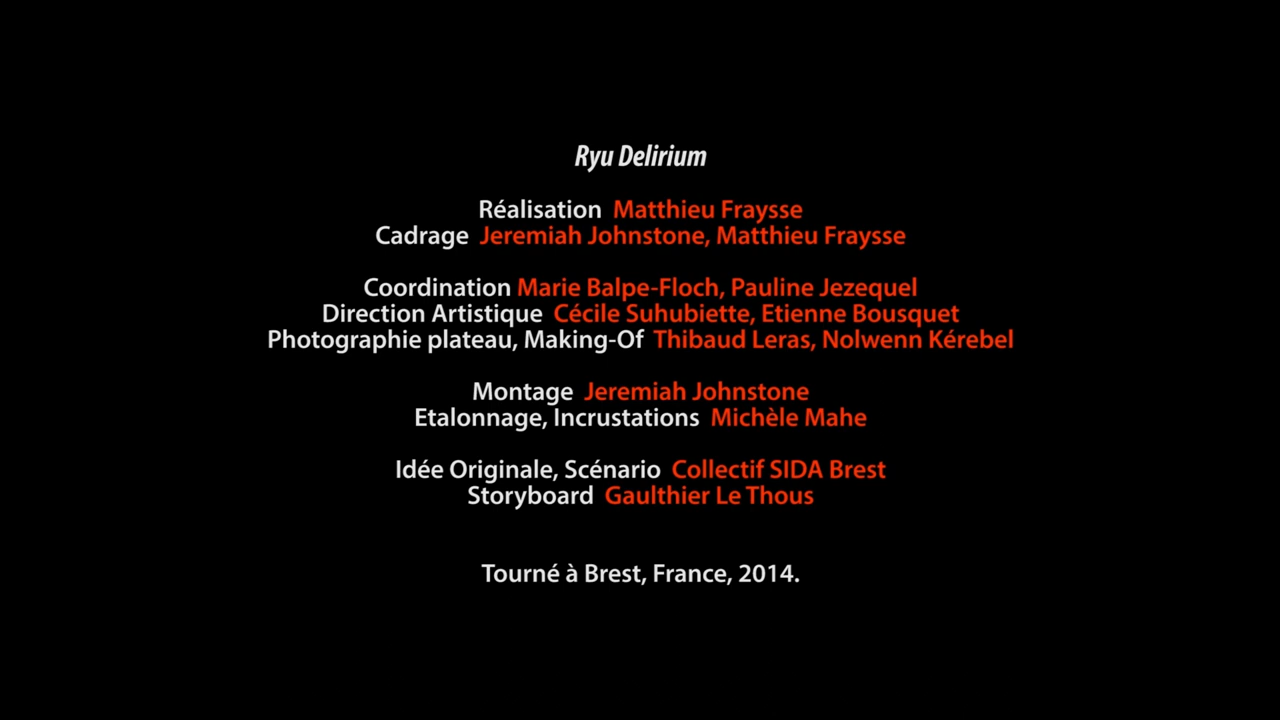 Ryu Delirium
Réalisation Matthieu Fraysse
Cadrage Jeremiah Johnstone, Matthieu Fraysse
Coordination Marie Balpe-Floch, Pauline Jezequel
Direction Artistique Cécile Suhubiette, Etienne Bousquet
Photographie plateau, Making-Of Thibaud Leras, Nolwenn Kérebel
Montage Jeremiah Johnstone
Etalonnage, Incrustations Michèle Mahe
Idée Originale, Scénario Collectif SIDA Brest
Storyboard Gaulthier Le Thous
Tourné à Brest, France, 2014.